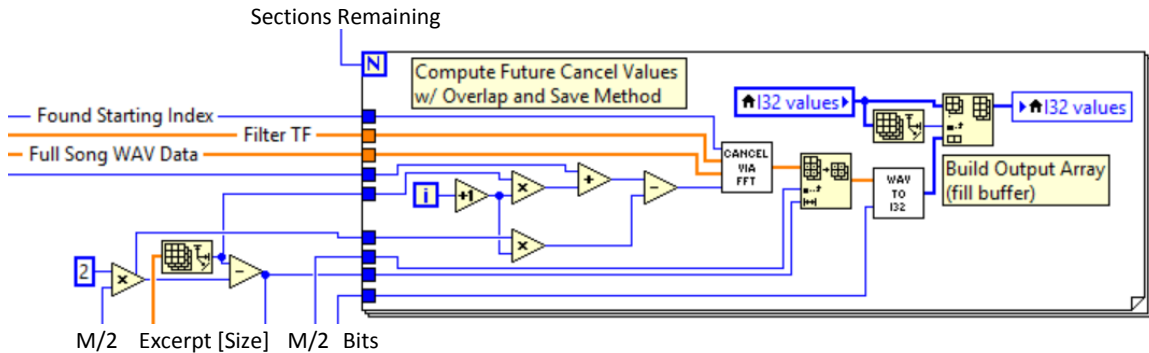 Sections Remaining
N
Compute Future Cancel Values
w/ Overlap and Save Method
I32 values
I32 values
Found Starting Index
Filter TF
Full Song WAV Data
CANCEL
VIA
FFT
i
+1
×
+
−
WAV
TO
I32
Build Output Array
(fill buffer)
×
2
×
−
M/2 Excerpt [Size] M/2 Bits